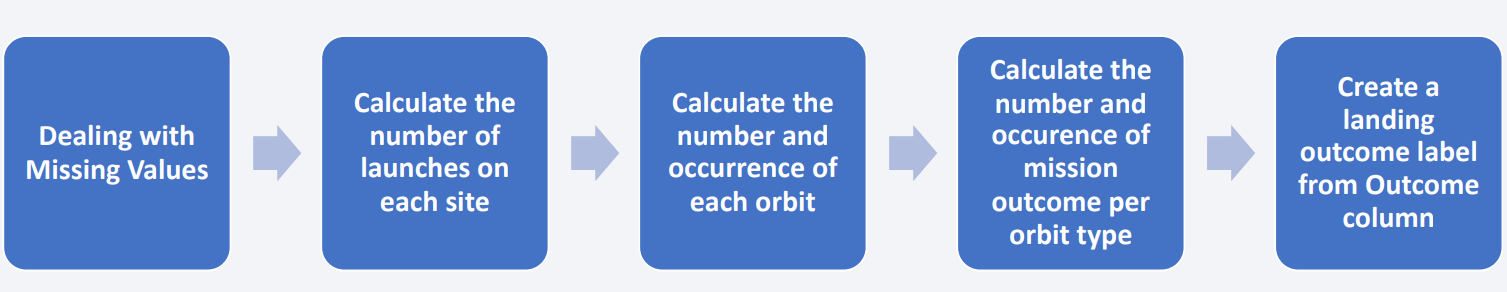 Dealing with
Missing Values
Calculate the
number of
launches on
each site
Calculate the
number and
occurrence of
each orbit
Calculate the
number and
occurence of
mission
outcome per
orbit type
Create a
landing
outcome label
from Outcome
column